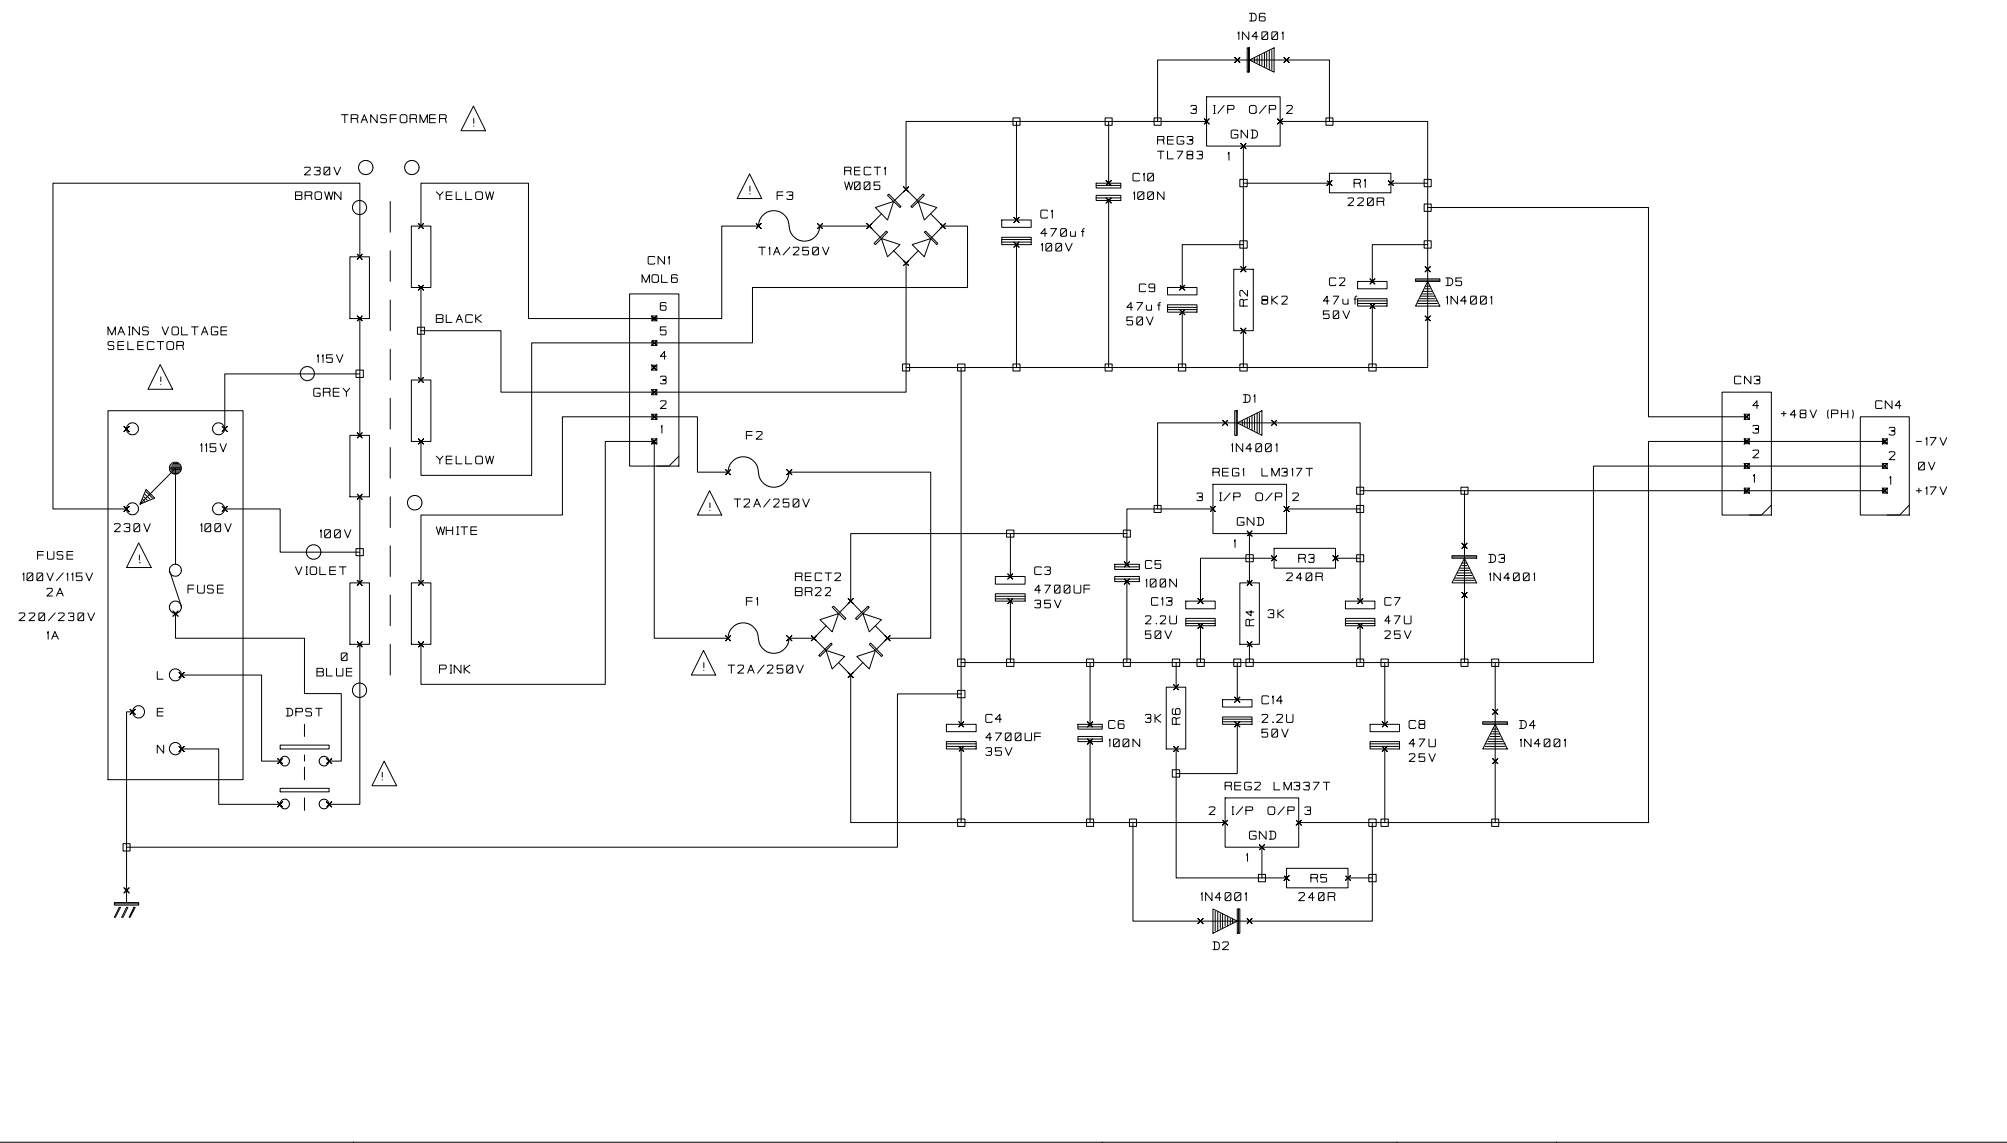 TRANSFORMER
230V
BROWN
YELLOW
BLACK
YELLOW
115V
GREY
100V
VIOLET
WHITE
0
BLUE
PINK
MAINS VOLTAGE
SELECTOR
115V
230V
100V
FUSE
FUSE
100V/115V
2A
220/230V
1A
L
E
N
DPST
CN1
MOL6
6
5
4
3
2
1
F3
T1A/250V
F2
T2A/250V
F1
T2A/250V
RECT1
W005
RECT2
BR22
C1
470uf
100V
C10
100N
D6
1N4001
3 I/P O/P 2
GND
1
REG3
TL783
R1
220R
C9
47uf
50V
R2
8K2
C2
47uf
50V
D5
1N4001
D1
1N4001
REG1 LM317T
3 I/P O/P 2
GND
1
R3
240R
C3
4700UF
35V
C5
100N
C13
2.2U
50V
R4
3K
C7
47U
25V
D3
1N4001
C4
4700UF
35V
C6
100N
3K
R6
C14
2.2U
50V
C8
47U
25V
D4
1N4001
REG2 LM337T
2 I/P O/P 3
GND
1
R5
240R
1N4001
D2
CN3
4
3
2
1
+48V (PH)
CN4
3
2
1
-17V
0V
+17V